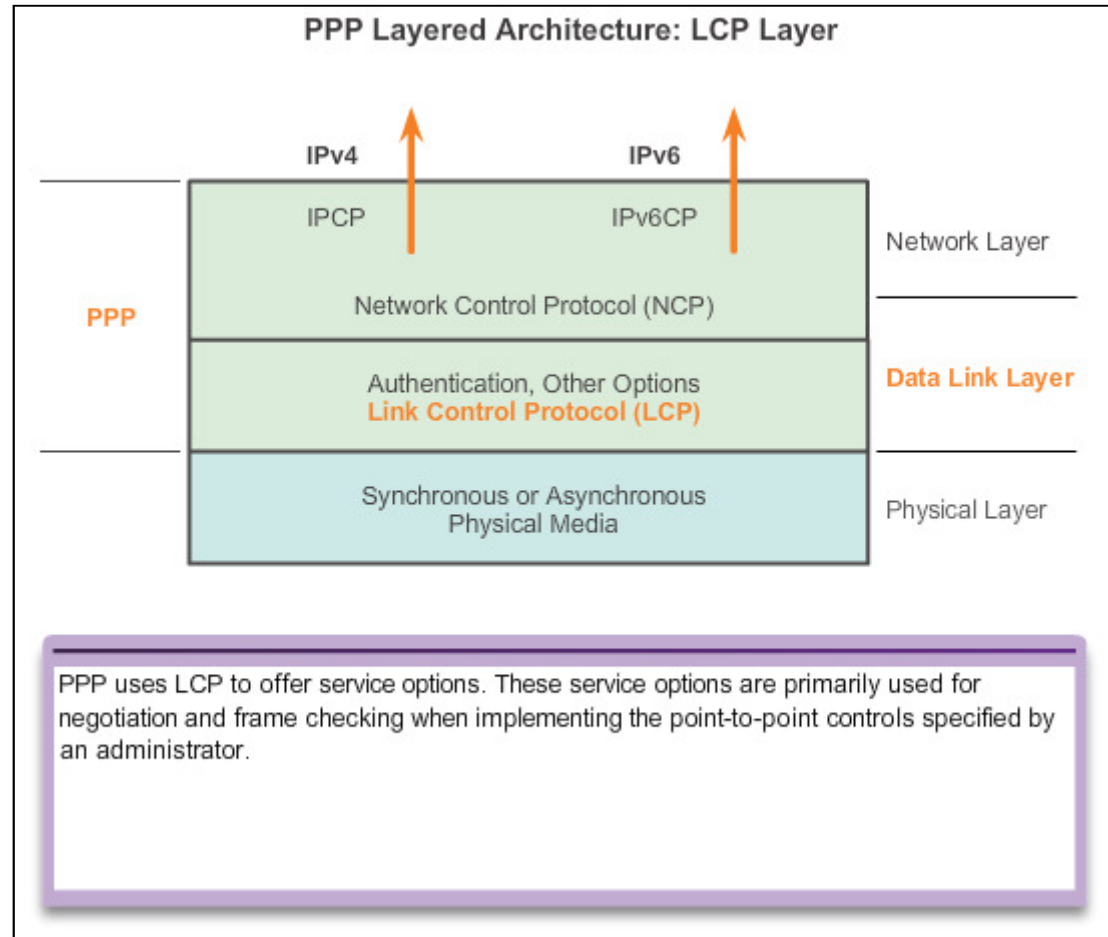 PPP Layered Architecture: LCP Layer
IPv4
IPv6
IPCP
IPv6CP
Network Layer
Network Control Protocol (NCP)
PPP
Authentication, Other Options
Link Control Protocol (LCP)
Data Link Layer
Synchronous or Asynchronous
Physical Media
Physical Layer
PPP uses LCP to offer service options. These service options are primarily used for
negotiation and frame checking when implementing the point-to-point controls specified by
an administrator.